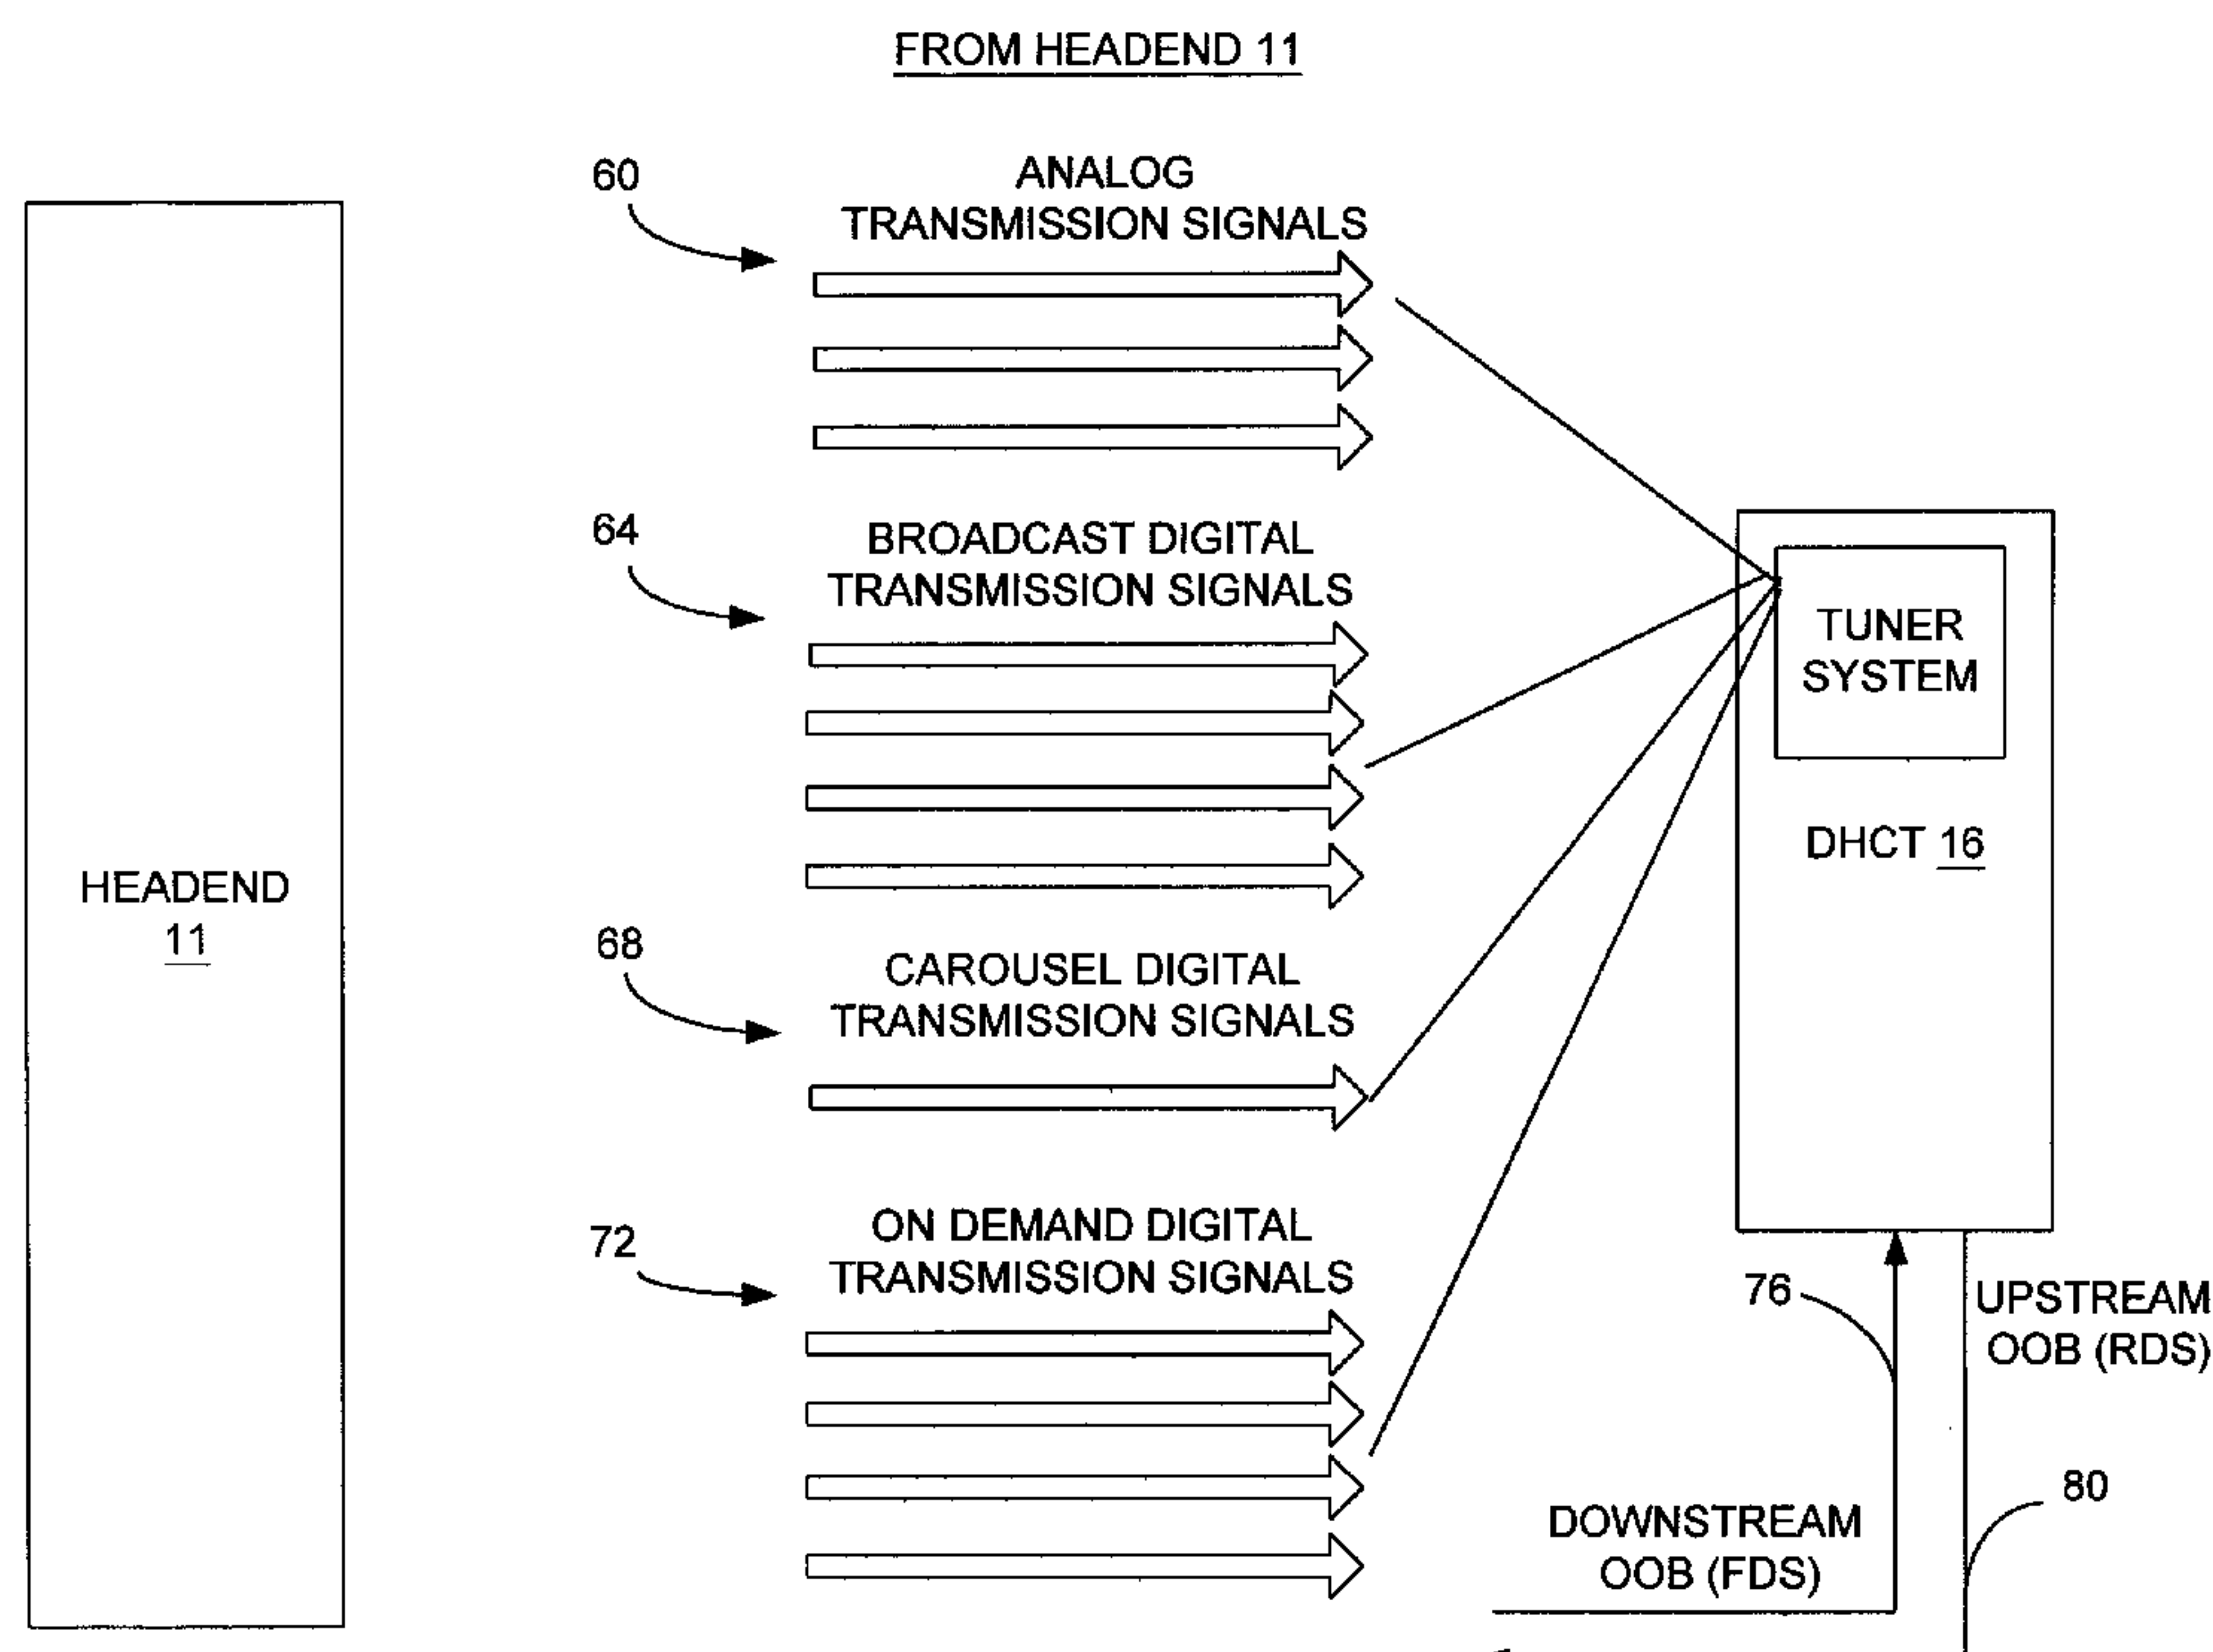 FROM HEADEND 11
60
ANALOG
TRANSMISSION SIGNALS
64
BROADCAST DIGITAL
TRANSMISSION SIGNALS
TUNER
SYSTEM
DHCT 16
HEADEND
11
68
CAROUSEL DIGITAL
TRANSMISSION SIGNALS
72
ON DEMAND DIGITAL
TRANSMISSION SIGNALS
76
UPSTREAM
OOB (RDS)
80
DOWNSTREAM
OOB (FDS)